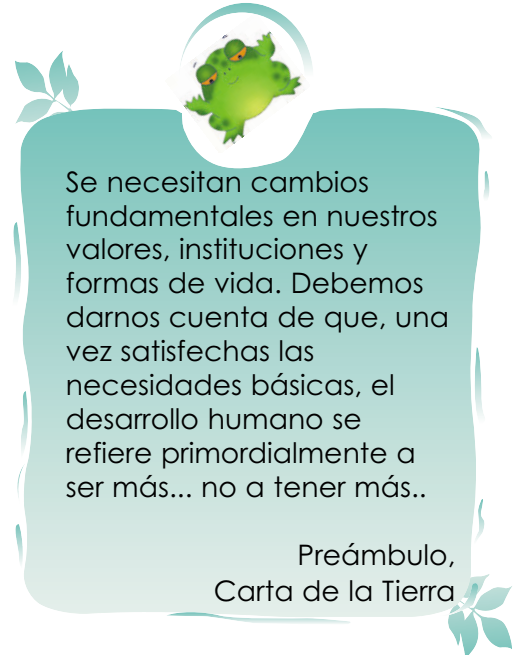 Se necesitan cambios
fundamentales en nuestros
valores, instituciones y
formas de vida. Debemos
darnos cuenta de que, una
vez satisfechas las
necesidades básicas, el
desarrollo humano se
refiere primordialmente a
ser más... no a tener más..
Preámbulo,
Carta de la Tierra